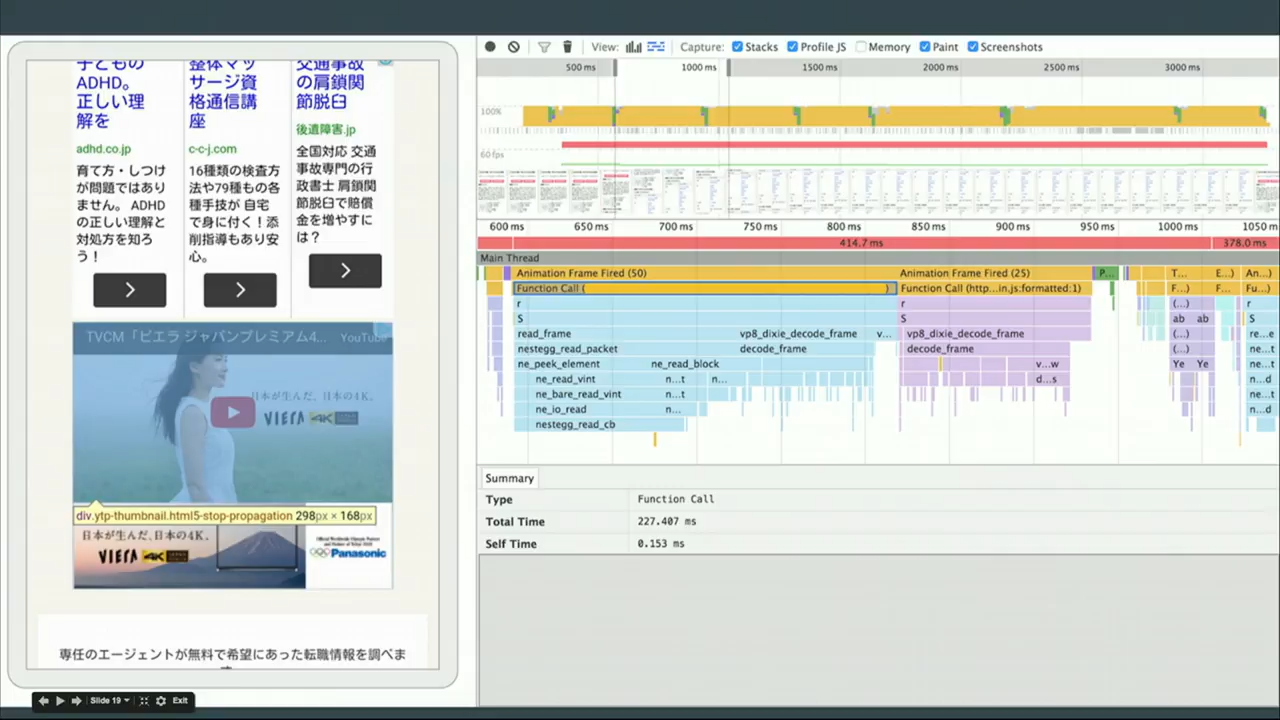 子どもの
ADHD。
正しい理
解を
adhd.co.jp
育て方・しつけ
が問題ではあり
ません。 ADHD
の正しい理解と
対処方を知ろ
う！
整体マッ
サージ資
格通信講
座
c-c-j.com
16種類の検査方
法や79種もの各
種手技が 自宅
で身に付く！添
削指導もあり安
心。
交通事故
の肩鎖関
節脱臼
後遺障害.jp
全国対応 交通
事故専門の行
政書士 肩鎖関
節脱臼で賠償
金を増やすに
は？
TVCM「ビエラ ジャパンプレミアム4... YouTube
日本が生んだ、日本の4K。
VIERA 4K
div.ytp-thumbnail.html5-stop-propagation 298px × 168px
日本が生んだ、日本の4K。
VIERA 4K
Panasonic
専任のエージェントが無料で希望にあった転職情報を調べま
Slide 19 Exit
View: Capture: Stacks Profile JS Memory Paint Screenshots
500 ms 1000 ms 1500 ms 2000 ms 2500 ms 3000 ms
100%
60 fps
600 ms 650 ms 700 ms 750 ms 800 ms 850 ms 900 ms 950 ms 1000 ms 1050 m
414.7 ms 378.0 ms
Main Thread
Animation Frame Fired (50) Animation Frame Fired (25) P... T... E...) An...)
Function Call ( ) Function Call (http...in.js:formatted:1) F...) F... Fu...)
r r (...) r
S S ab ab S
read_frame vp8_dixie_decode_frame v... vp8_dixie_decode_frame (...) re...e
nestegg_read_packet decode_frame decode_frame (...) ne...t
ne_peek_element ne_read_block v...w Ye Ye ne...t
ne_read_vint n...t n... d...s n...d
ne_bare_read_vint n...t ne...t
ne_io_read n... n...d
nestegg_read_cb
Summary
Type Function Call
Total Time 227.407 ms
Self Time 0.153 ms